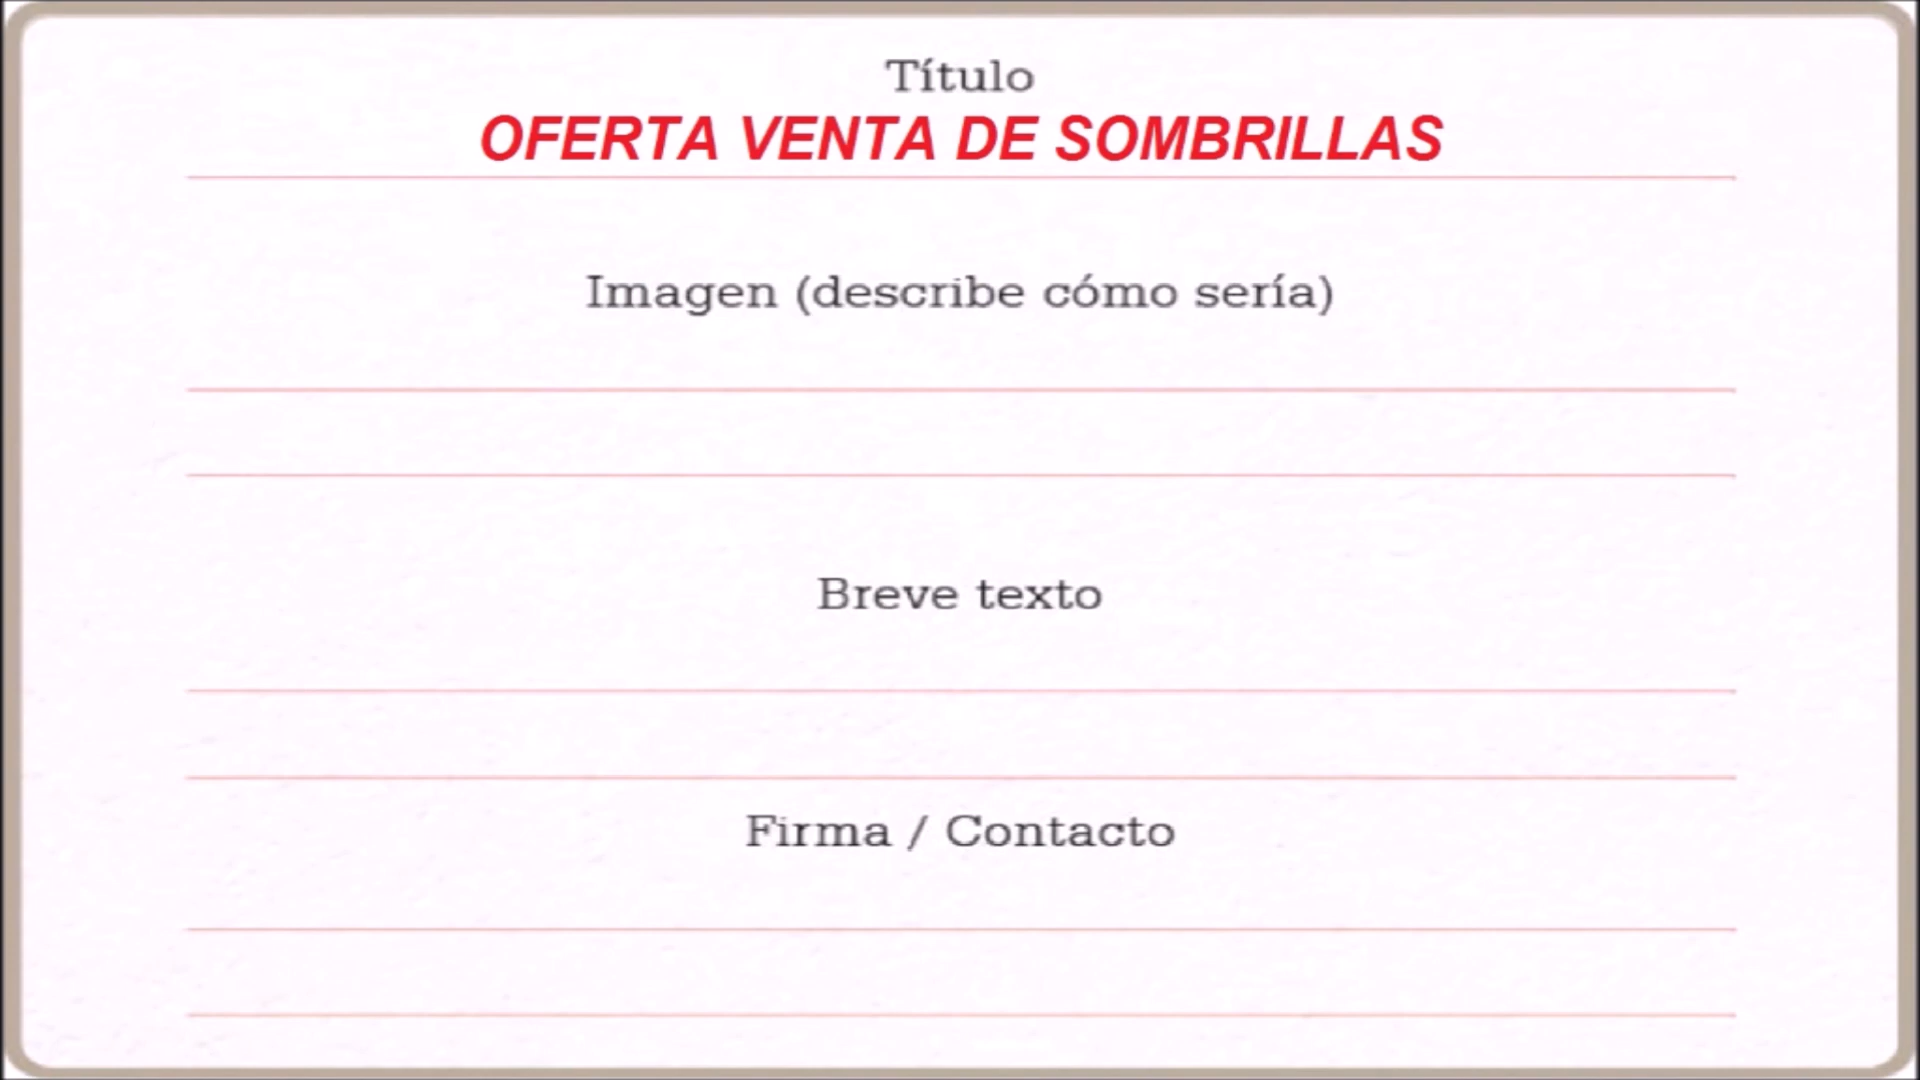 Título
OFERTA VENTA DE SOMBRILLAS
Imagen (describe cómo sería)
Breve texto
Firma / Contacto